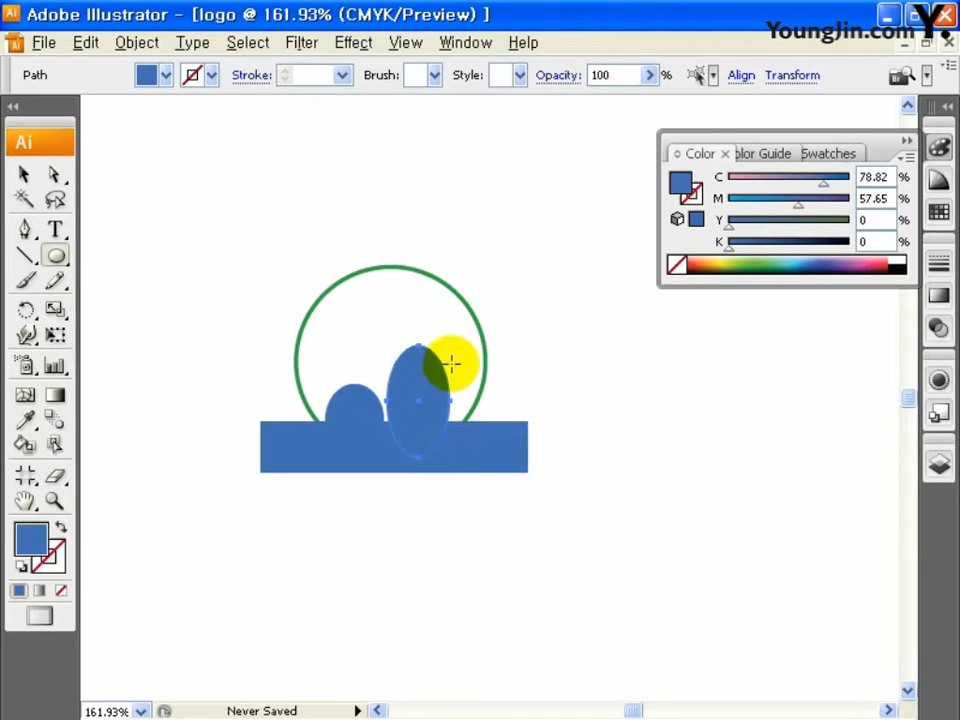 Ai Adobe Illustrator - [logo @ 161.93% (CMYK/Preview) ]
YoungJin.com Y.
Ai File Edit Object Type Select Filter Effect View Window Help
Path Stroke: Brush: Style: Opacity: 100 % Align Transform
Ai
Color olor Guide Swatches
C 78.82 %
M 57.65 %
Y 0 %
K 0 %
T
161.93% Never Saved